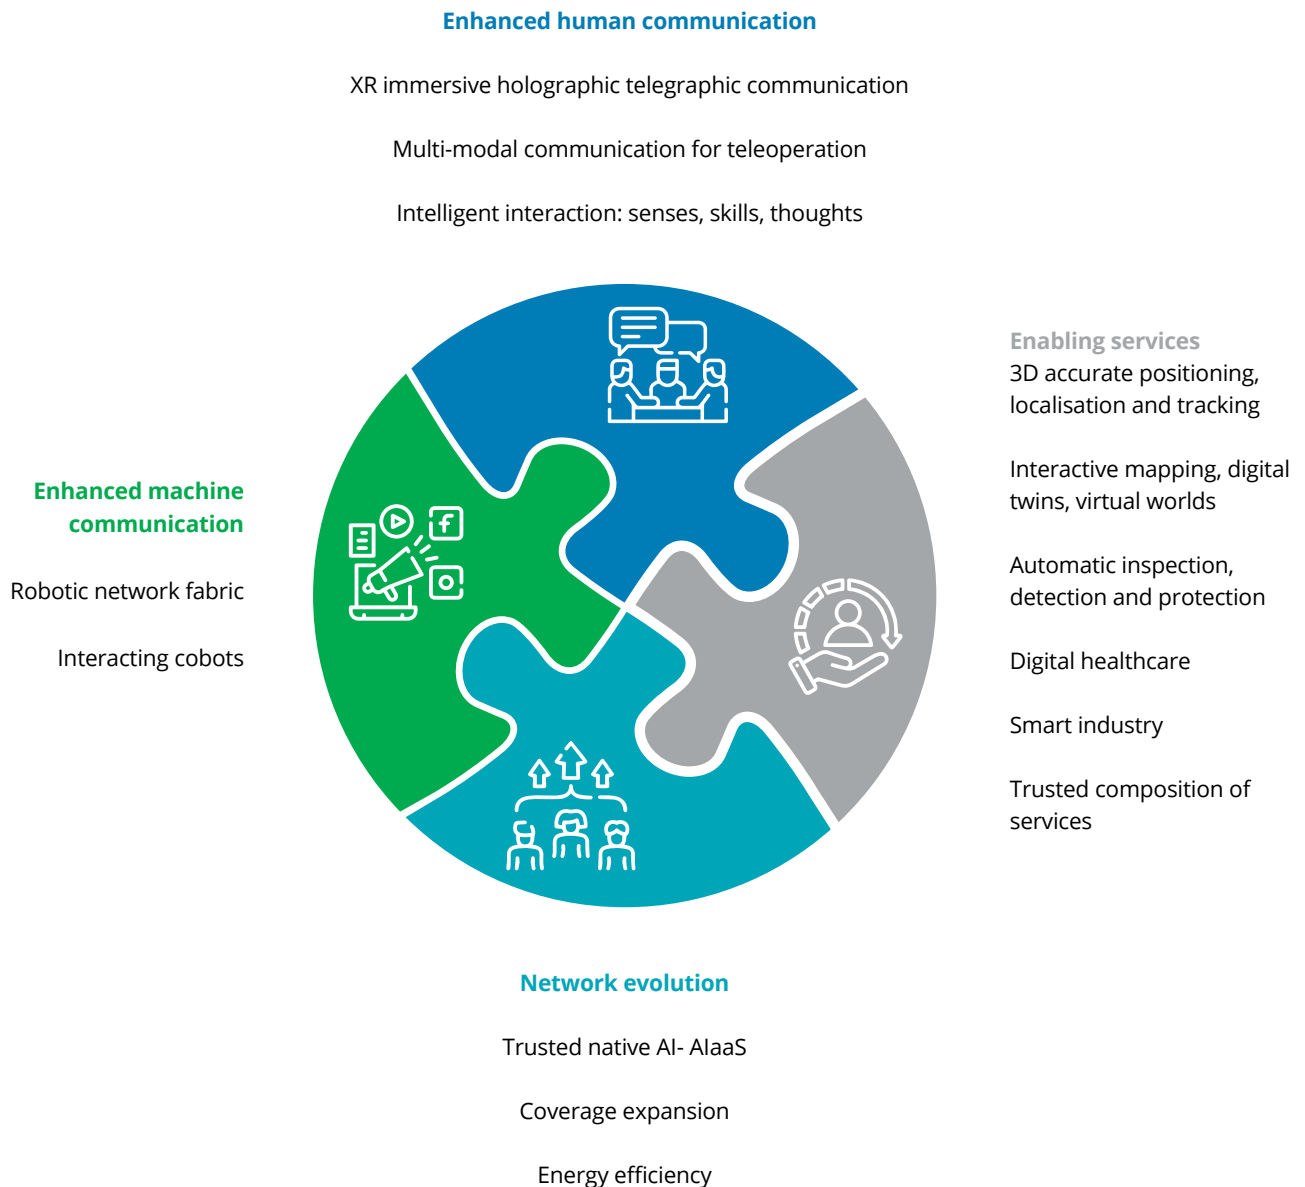 Enhanced human communication
XR immersive holographic telegraphic communication
Multi-modal communication for teleoperation
Intelligent interaction: senses, skills, thoughts
Enabling services
3D accurate positioning,
localisation and tracking
Interactive mapping, digital
twins, virtual worlds
Automatic inspection,
detection and protection
Digital healthcare
Smart industry
Trusted composition of
services
Enhanced machine
communication
Robotic network fabric
Interacting cobots
Network evolution
Trusted native AI- AIaaS
Coverage expansion
Energy efficiency